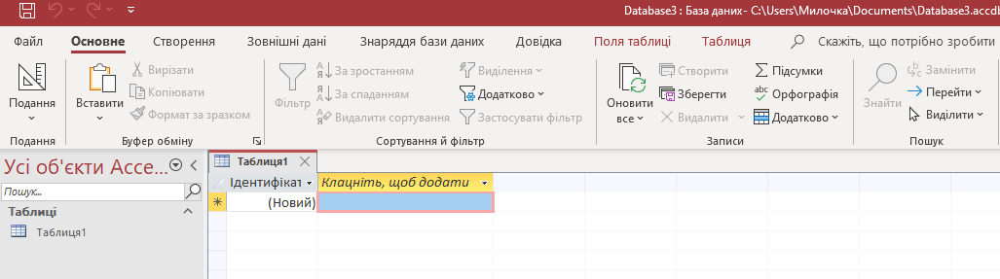 Database3 : База даних - C:\Users\Милочка\Documents\Database3.accdb
Файл Основне Створення Зовнішні дані Знаряддя бази даних Довідка Поля таблиці Таблиця Скажіть, що потрібно зробити
Подання
Вставити
Вирізати
Копіювати
Формат за зразком
Фільтр
За зростанням
За спаданням
Видалити сортування
Виділення
Додатково
Застосувати фільтр
Оновити все
Створити
Зберегти
Видалити
Підсумки
Орфографія
Додатково
Знайти
Замінити
Перейти
Виділити
Подання Буфер обміну Сортування й фільтр Записи Пошук
Усі об'єкти Acce...
Пошук...
Таблиці
Таблиця1
Таблиця1
Ідентифікат Клацніть, щоб додати
(Новий)